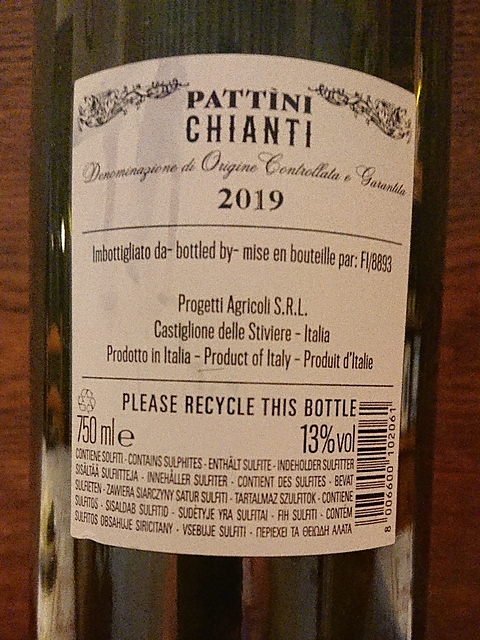 PATTÌNI
CHIANTI
Denominazione di Origine Controllata e Garantita
2019
Imbottigliato da- bottled by- mise en bouteille par: FI/8893
Progetti Agricoli S.R.L.
Castiglione delle Stiviere - Italia
Prodotto in Italia - Product of Italy - Produit d'Italie
PLEASE RECYCLE THIS BOTTLE
750 ml e
13%vol
CONTIENE SOLFITI - CONTAINS SULPHITES - ENTHÄLT SULFITE - INDEHOLDER SULFITTER
SISÄLTÄÄ SULFIITTEJA - INNEHÅLLER SULFITER - CONTIENT DES SULFITES - BEVAT
SULFIETEN - ZAWIERA SIARCZYNY SATUR SULFITI - TARTALMAZ SZULFITOK - CONTIENE
SULFITOS - SISALDAB SULFITID - SUDĖTYJE YRA SULFITAI - FIH SULFITI - CONTÉM
SULFITOS OBSAHUJE SIRICITANY - VSEBUJE SULFITI - ΠΕΡΙΕΧΕΙ ΤΑ ΘΕΙΩΔΗ ΑΛΑΤΑ
8 006600 102061